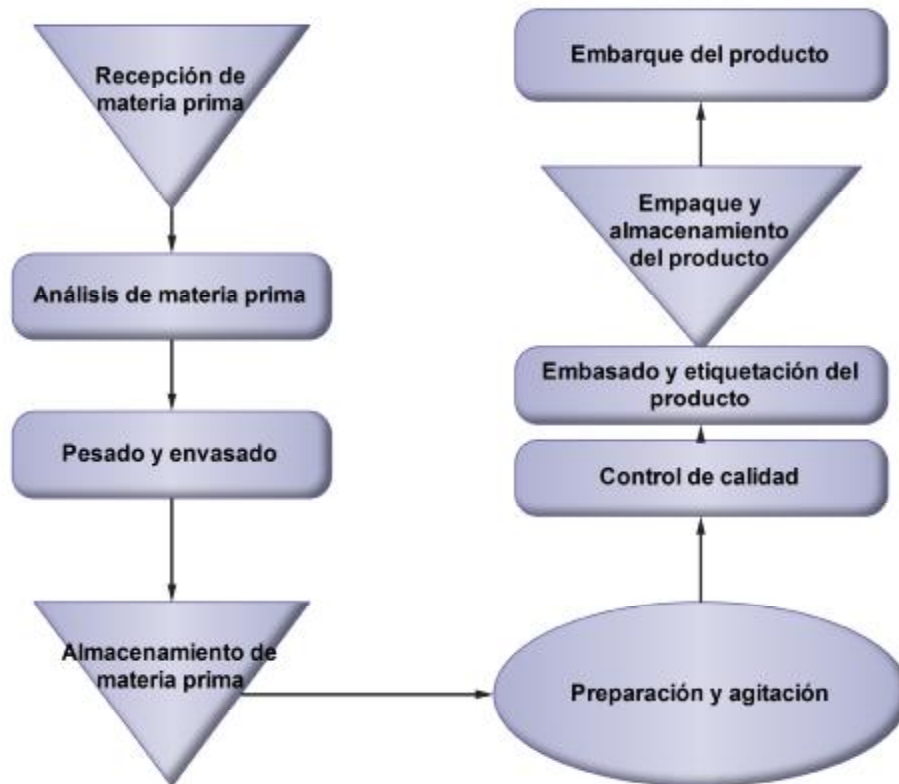 Recepción de
materia prima
Análisis de materia prima
Pesado y envasado
Almacenamiento de
materia prima
Preparación y agitación
Control de calidad
Embasado y etiquetación del
producto
Empaque y
almacenamiento
del producto
Embarque del producto